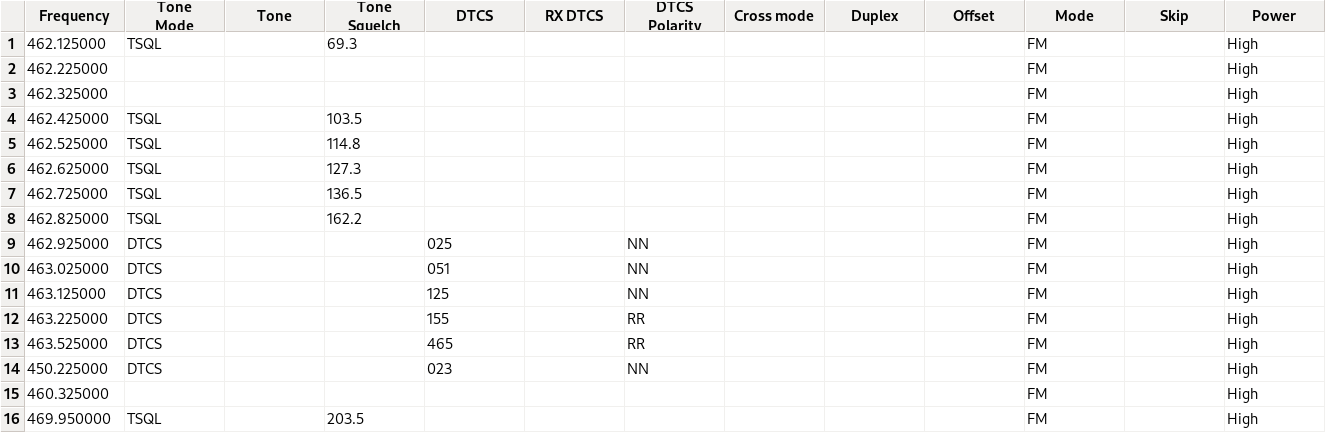 Frequency Tone Mode Tone Tone Squelch DTCS RX DTCS DTCS Polarity Cross mode Duplex Offset Mode Skip Power
1 462.125000 TSQL 69.3 FM High
2 462.225000 FM High
3 462.325000 FM High
4 462.425000 TSQL 103.5 FM High
5 462.525000 TSQL 114.8 FM High
6 462.625000 TSQL 127.3 FM High
7 462.725000 TSQL 136.5 FM High
8 462.825000 TSQL 162.2 FM High
9 462.925000 DTCS 025 NN FM High
10 463.025000 DTCS 051 NN FM High
11 463.125000 DTCS 125 NN FM High
12 463.225000 DTCS 155 RR FM High
13 463.525000 DTCS 465 RR FM High
14 450.225000 DTCS 023 NN FM High
15 460.325000 FM High
16 469.950000 TSQL 203.5 FM High